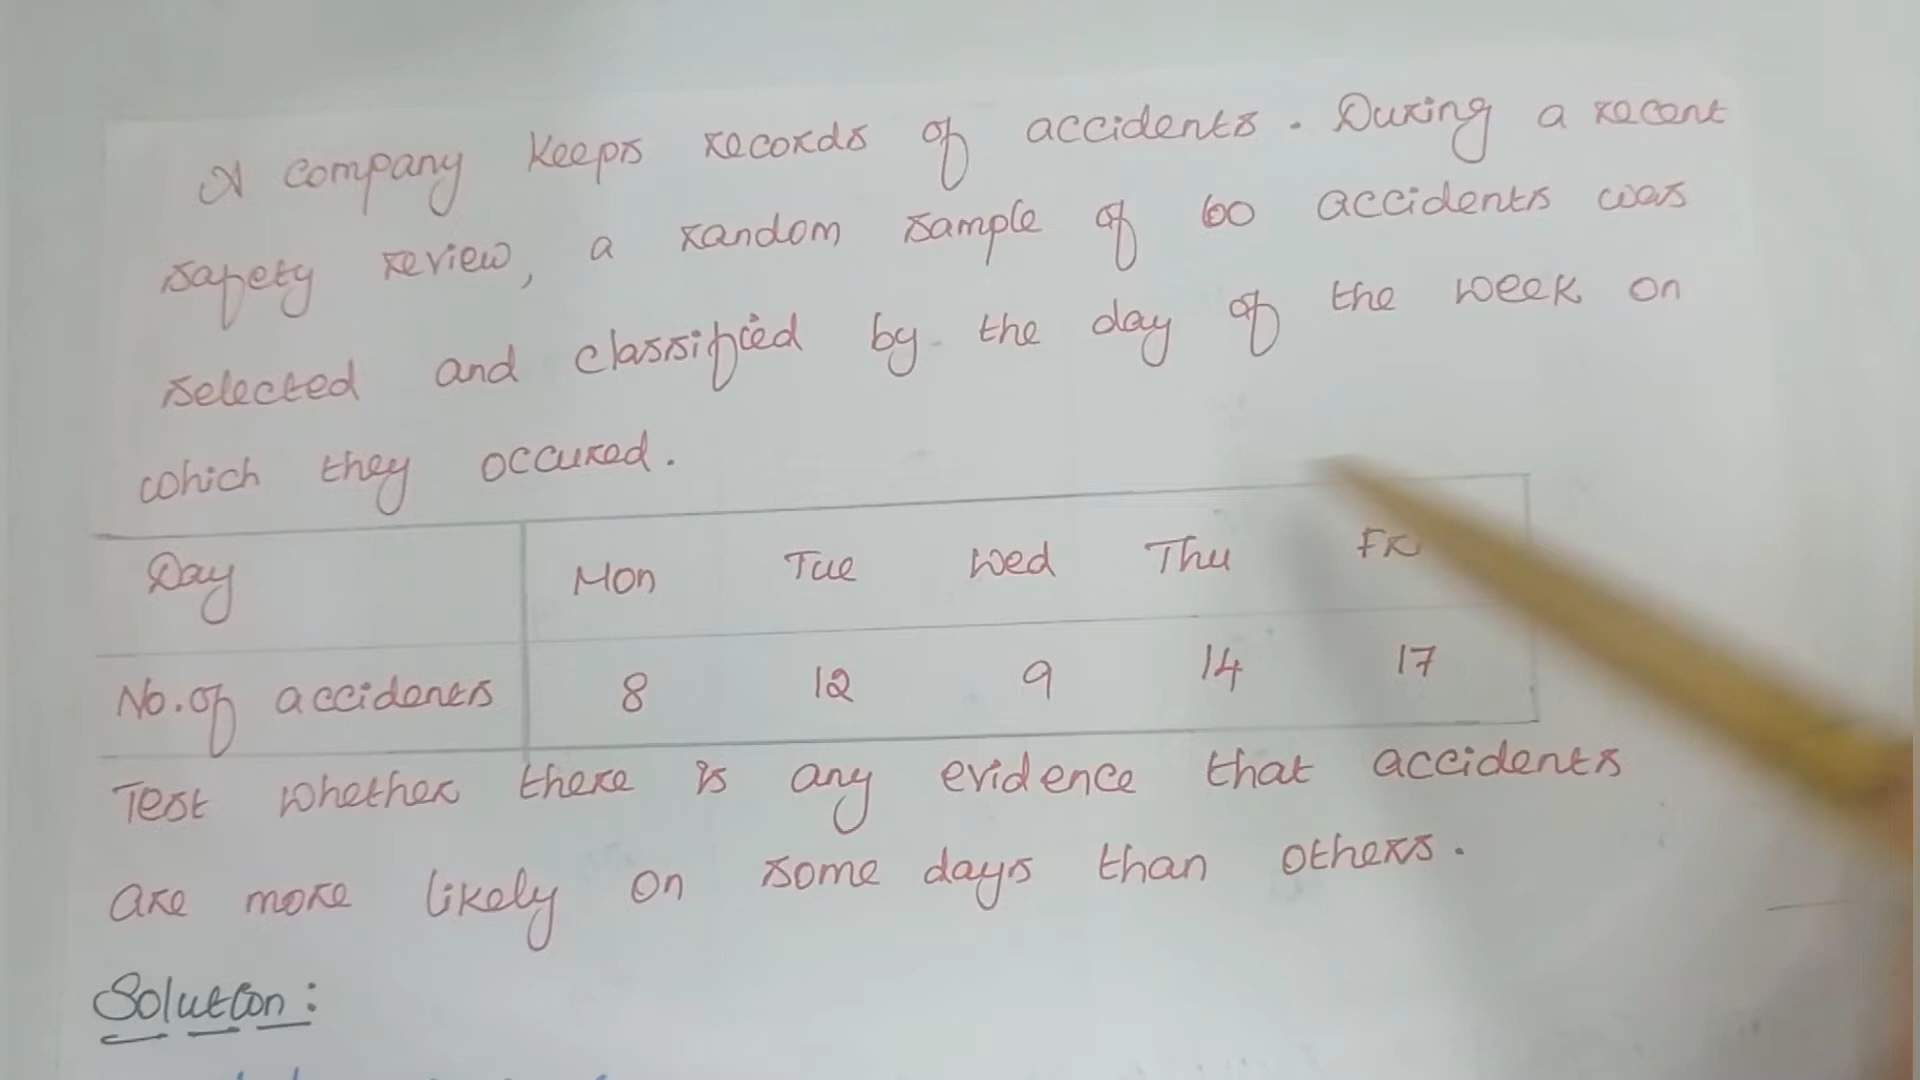 A company keeps records of accidents. During a recent
safety review, a random sample of 60 accidents was
selected and classified by the day of the week on
which they occured.
Day Mon Tue Wed Thu
No. of accidents 8 12 9 14 17
Test whether there is any evidence that accidents
are more likely on some days than others.
Solution: